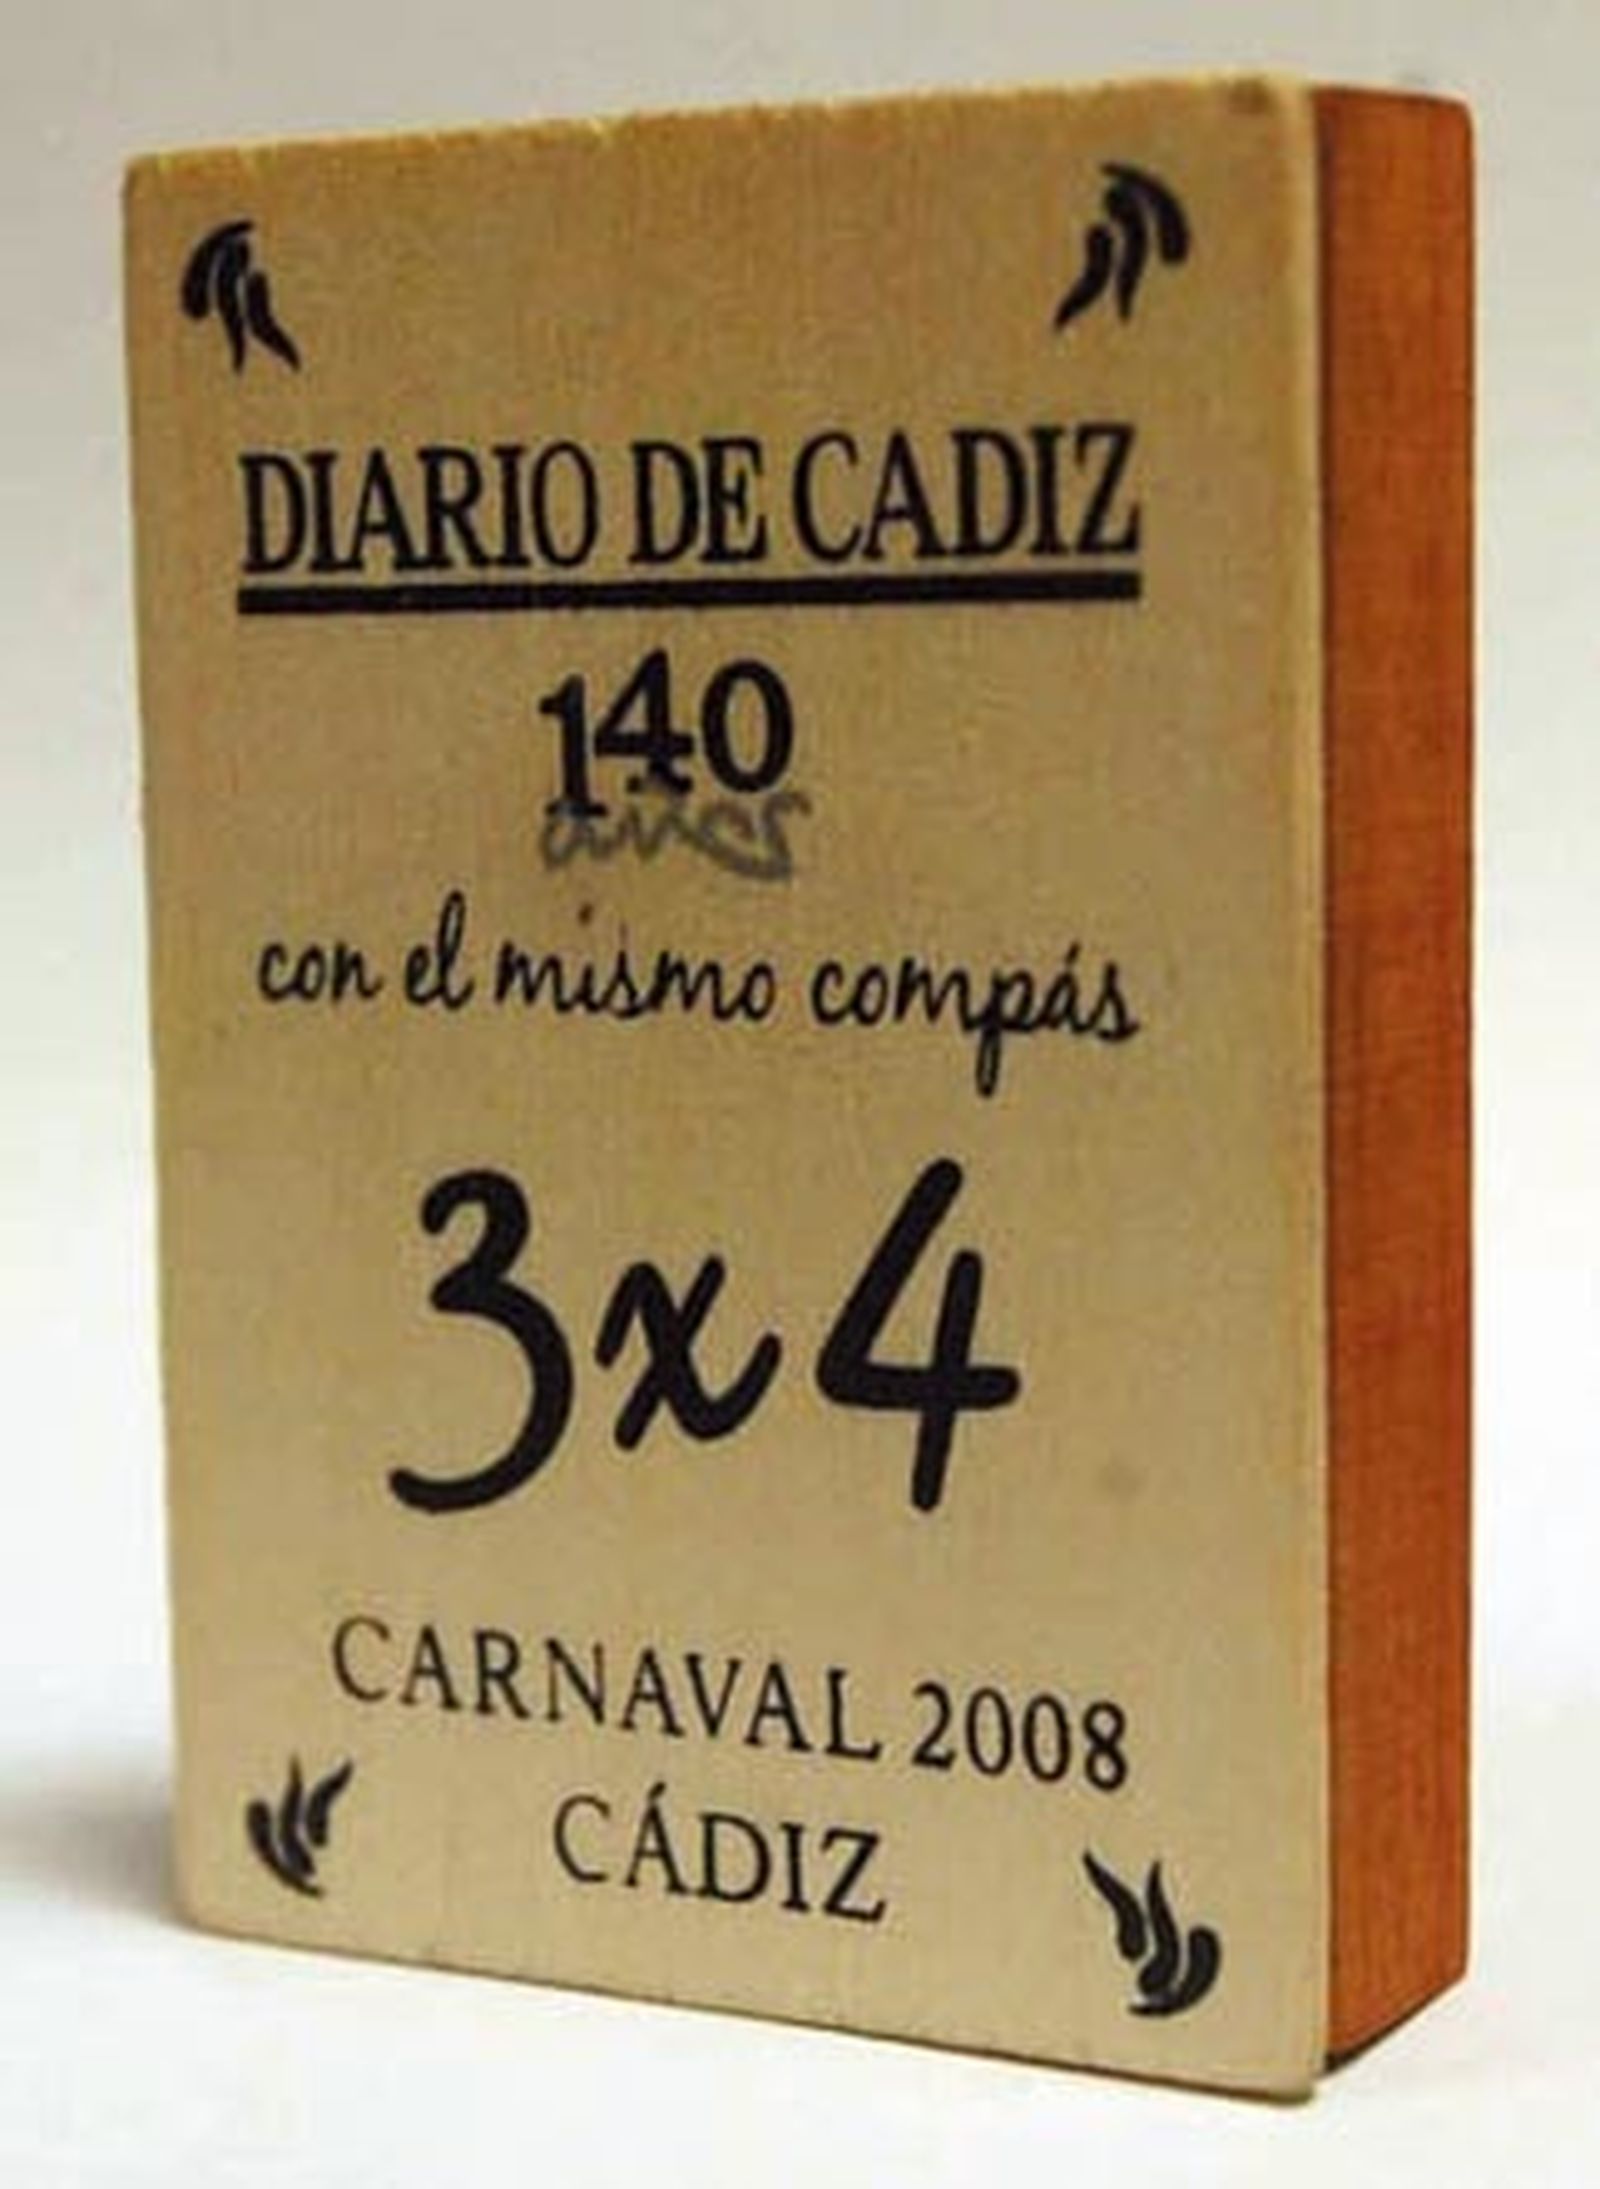 DIARIO DE CADIZ
140
años
con el mismo compás
3x4
CARNAVAL 2008
CÁDIZ